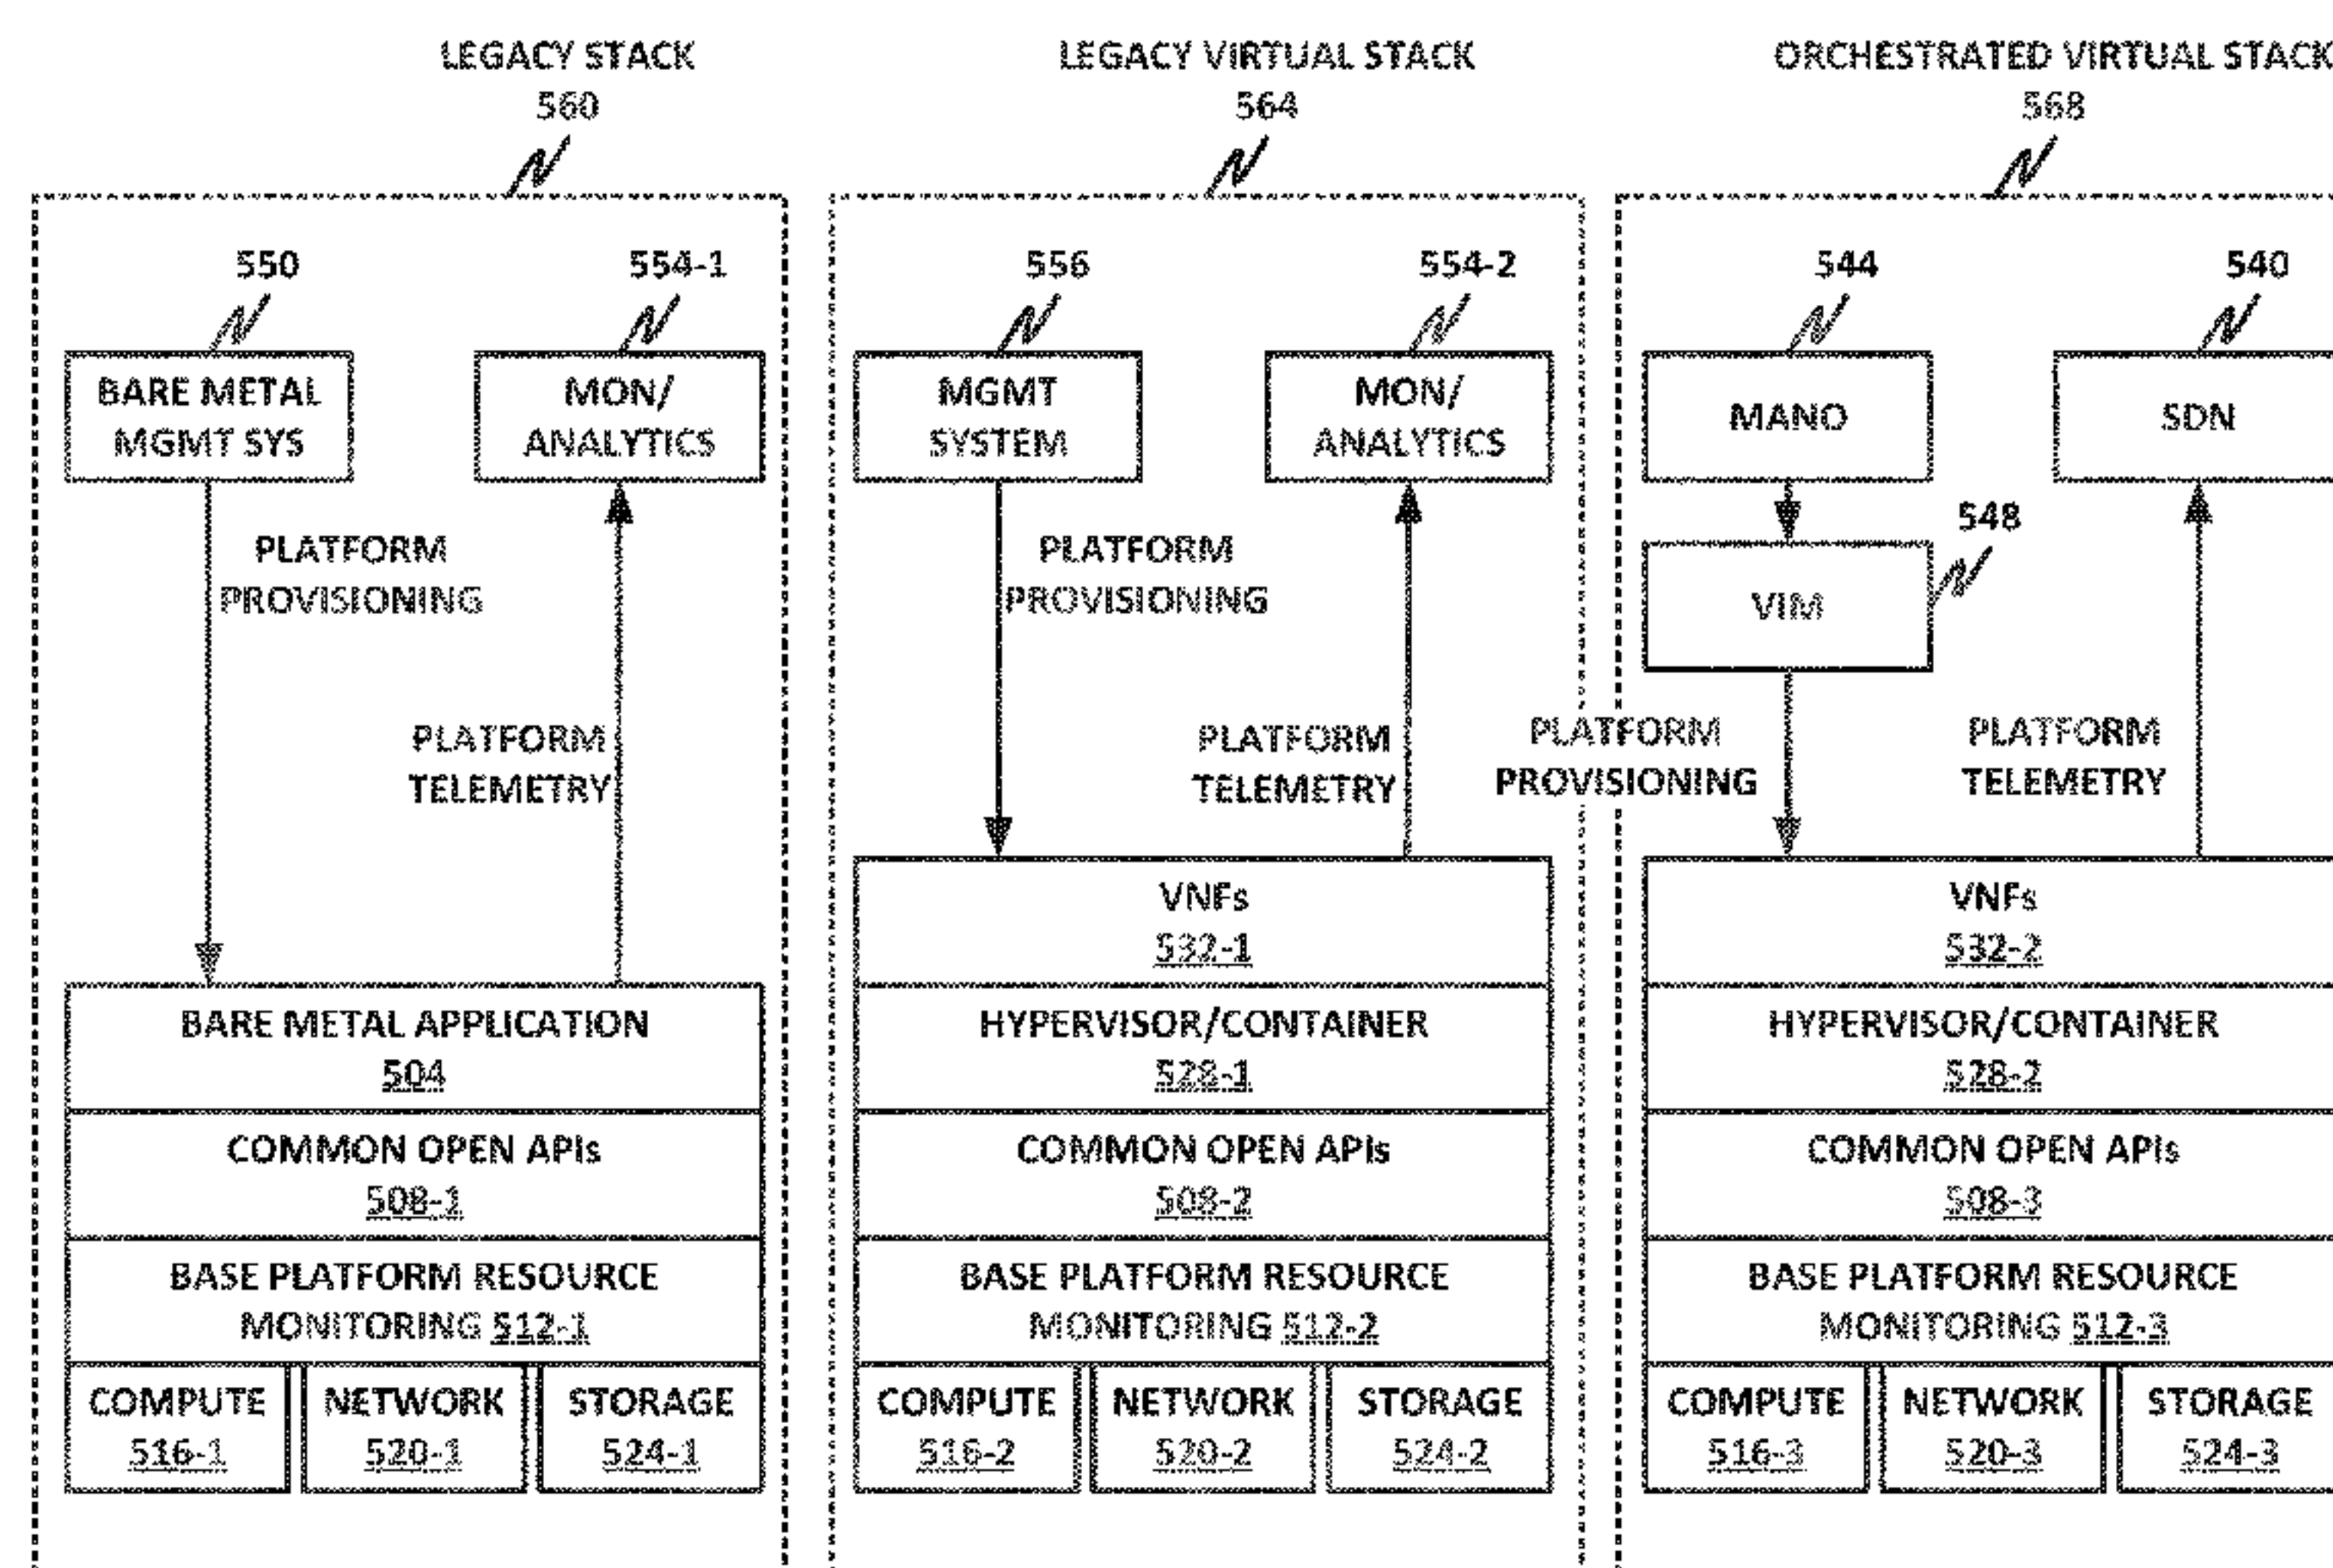 LEGACY STACK
560
LEGACY VIRTUAL STACK
564
ORCHESTRATED VIRTUAL STACK
568
550
554-1
BARE METAL
MGMT SYS
MON/
ANALYTICS
PLATFORM
PROVISIONING
PLATFORM
TELEMETRY
BARE METAL APPLICATION
504
COMMON OPEN APIs
508-1
BASE PLATFORM RESOURCE
MONITORING 512-1
COMPUTE
516-1
NETWORK
520-1
STORAGE
524-1
556
554-2
MGMT
SYSTEM
MON/
ANALYTICS
PLATFORM
PROVISIONING
PLATFORM
TELEMETRY
VNFs
532-1
HYPERVISOR/CONTAINER
528-1
COMMON OPEN APIs
508-2
BASE PLATFORM RESOURCE
MONITORING 512-2
COMPUTE
516-2
NETWORK
520-2
STORAGE
524-2
544
540
MANO
SDN
548
VIM
PLATFORM
PROVISIONING
PLATFORM
TELEMETRY
VNFs
532-2
HYPERVISOR/CONTAINER
528-2
COMMON OPEN APIs
508-3
BASE PLATFORM RESOURCE
MONITORING 512-3
COMPUTE
516-3
NETWORK
520-3
STORAGE
524-3